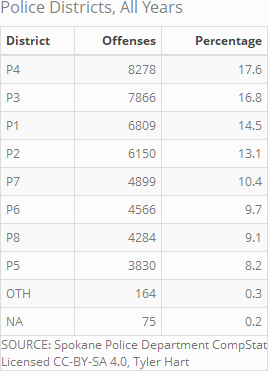 Police Districts, All Years
District Offenses Percentage
P4 8278 17.6
P3 7866 16.8
P1 6809 14.5
P2 6150 13.1
P7 4899 10.4
P6 4566 9.7
P8 4284 9.1
P5 3830 8.2
OTH 164 0.3
NA 75 0.2
SOURCE: Spokane Police Department CompStat
Licensed CC-BY-SA 4.0, Tyler Hart